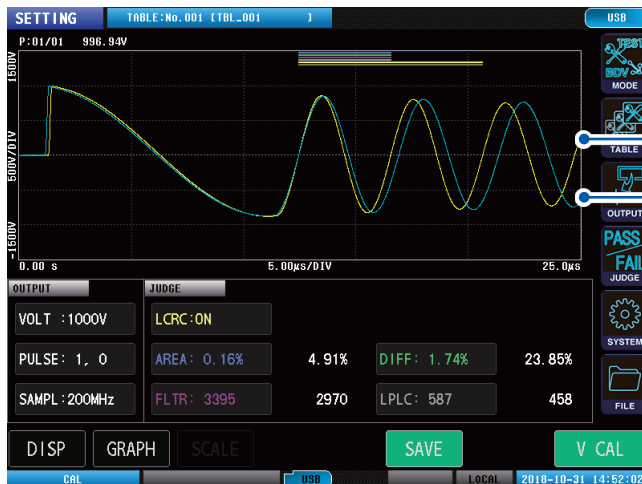 SETTING TABLE:No.001 [TBL_001 ] USB
P:01/01 996.94V
1500V
500V/DIV
-1500V
0.00 s 5.00µs/DIV 25.0µs
TEST
BDV
MODE
TABLE
OUTPUT
PASS
FAIL
JUDGE
SYSTEM
FILE
OUTPUT JUDGE
VOLT :1000V LCRC:ON
PULSE: 1, 0 AREA: 0.16% 4.91% DIFF: 1.74% 23.85%
SAMPL:200MHz FLTR: 3395 2970 LPLC: 587 458
DISP GRAPH SCALE SAVE V CAL
CAL USB LOCAL 2018-10-31 14:52:02